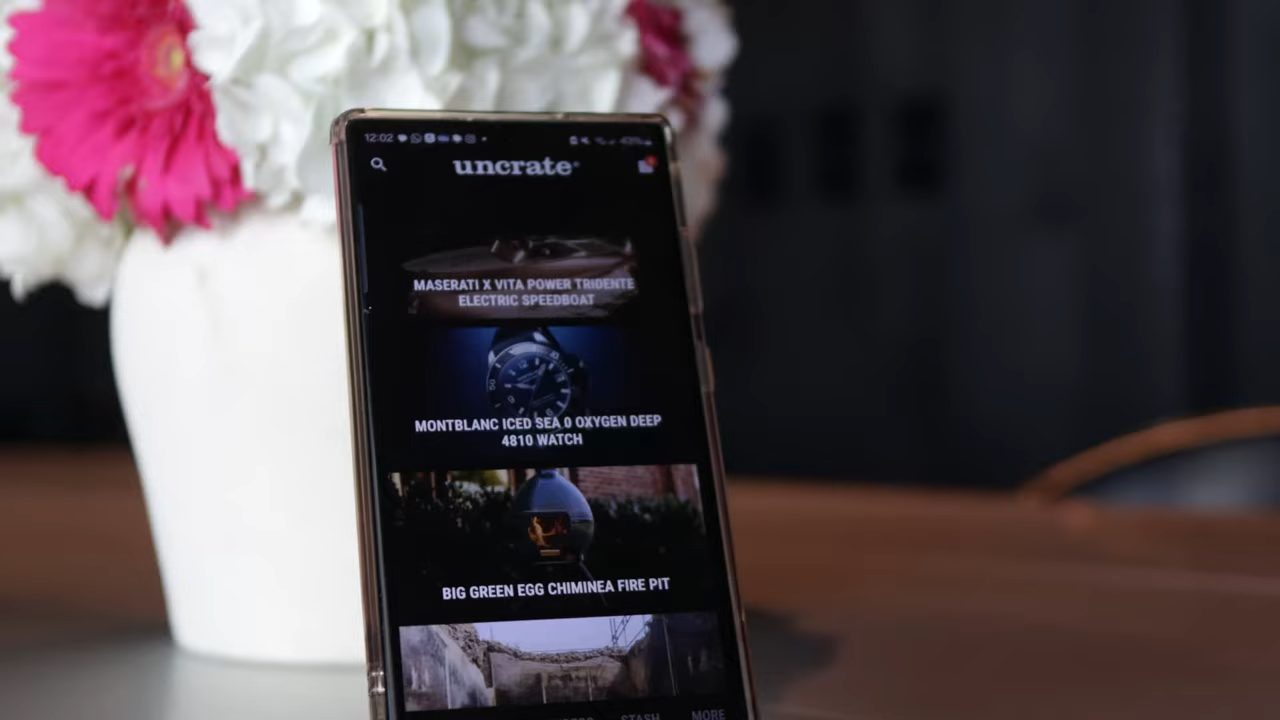 12:02
uncrate
MASERATI X VITA POWER TRIDENTE
ELECTRIC SPEEDBOAT
MONTBLANC ICED SEA 0 OXYGEN DEEP
4810 WATCH
BIG GREEN EGG CHIMINEA FIRE PIT
STASH
MORE